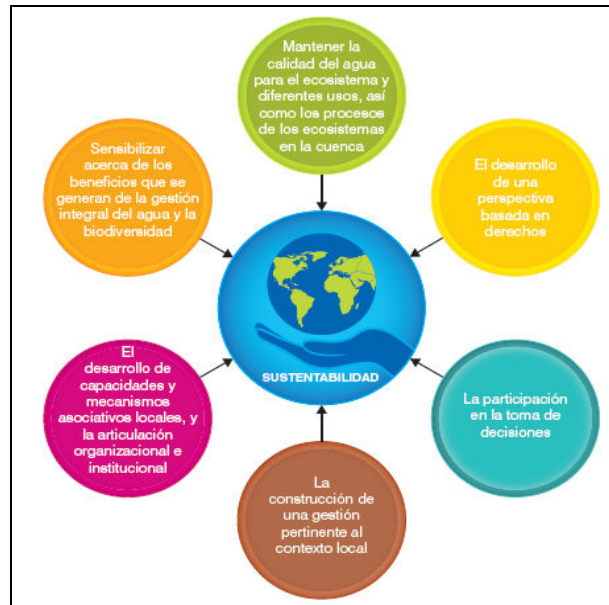 Mantener la
calidad del agua
para el ecosistema y
diferentes usos, así
como los procesos
de los ecosistemas
en la cuenca
Sensibilizar
acerca de los
beneficios que se
generan de la gestión
integral del agua y la
biodiversidad
El desarrollo
de una
perspectiva
basada en
derechos
SUSTENTABILIDAD
El
desarrollo de
capacidades y
mecanismos
asociativos locales, y
la articulación
organizacional e
institucional
La participación
en la toma de
decisiones
La
construcción de
una gestión
pertinente al
contexto local